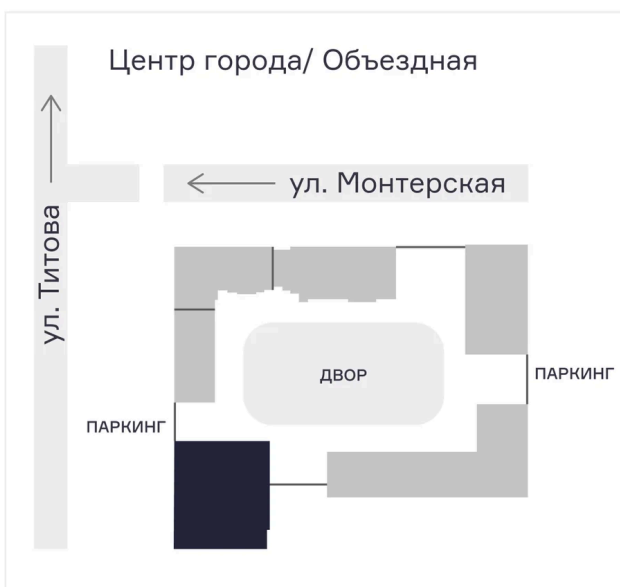 Центр города/ Объездная
ул. Монтерская
ул. Титова
ДВОР
ПАРКИНГ
ПАРКИНГ